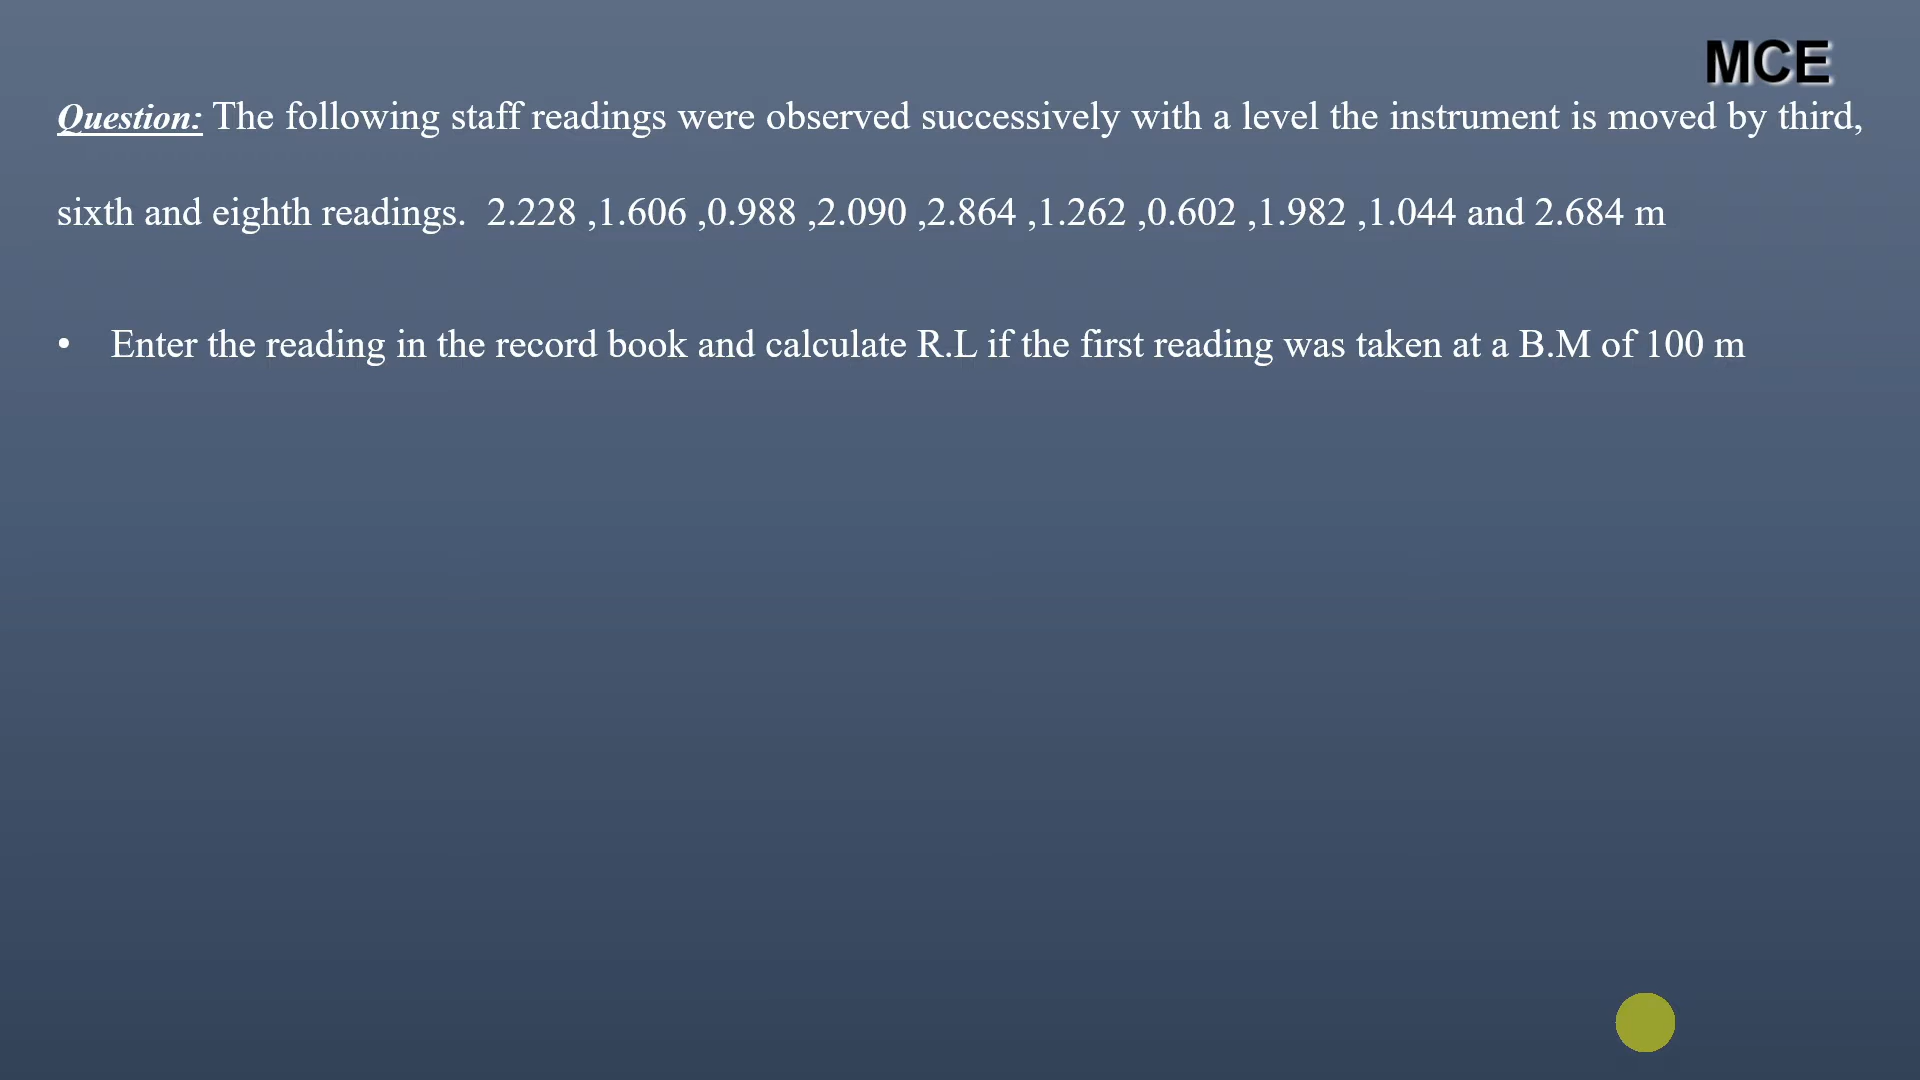 MCE
Question: The following staff readings were observed successively with a level the instrument is moved by third,
sixth and eighth readings.  2.228 ,1.606 ,0.988 ,2.090 ,2.864 ,1.262 ,0.602 ,1.982 ,1.044 and 2.684 m
• Enter the reading in the record book and calculate R.L if the first reading was taken at a B.M of 100 m